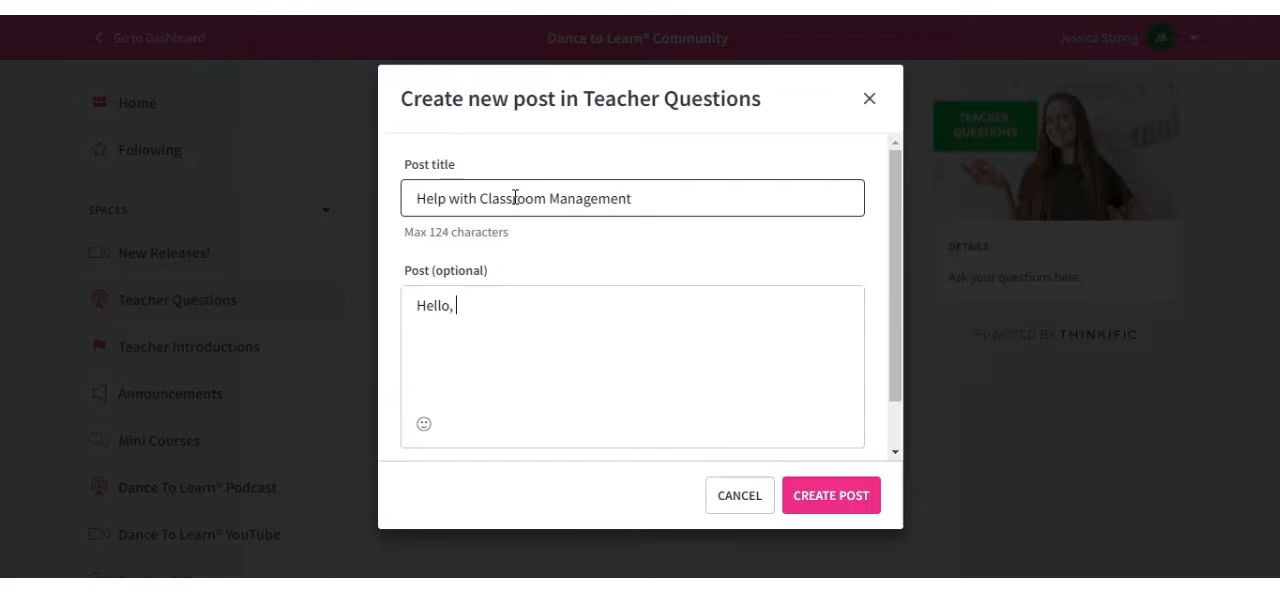 Go to Dashboard
Dance to Learn® Community
Jessica Strong
JS
Home
Following
SPACES
New Releases!
Teacher Questions
Teacher Introductions
Announcements
Mini Courses
Dance To Learn® Podcast
Dance To Learn® YouTube
Create new post in Teacher Questions
Post title
Help with Classroom Management
Max 124 characters
Post (optional)
Hello,
CANCEL
CREATE POST
TEACHER
QUESTIONS
DETAILS
Ask your questions here.
POWERED BY THINKIFIC